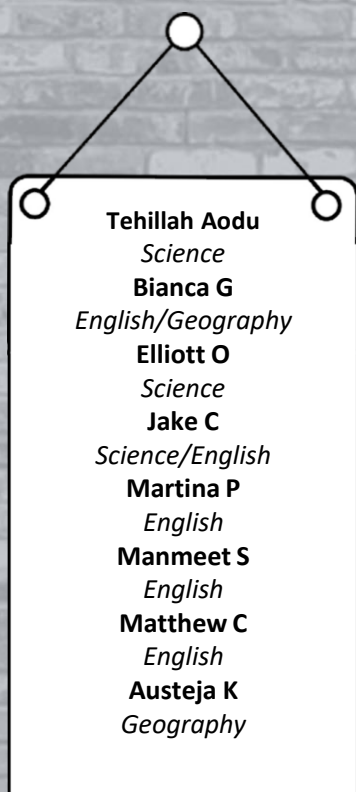 Tehillah Aodu
Science
Bianca G
English/Geography
Elliott O
Science
Jake C
Science/English
Martina P
English
Manmeet S
English
Matthew C
English
Austeja K
Geography